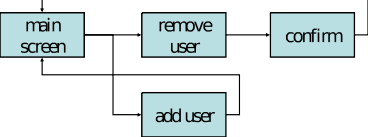 main
screen
remove
user
confirm
add user